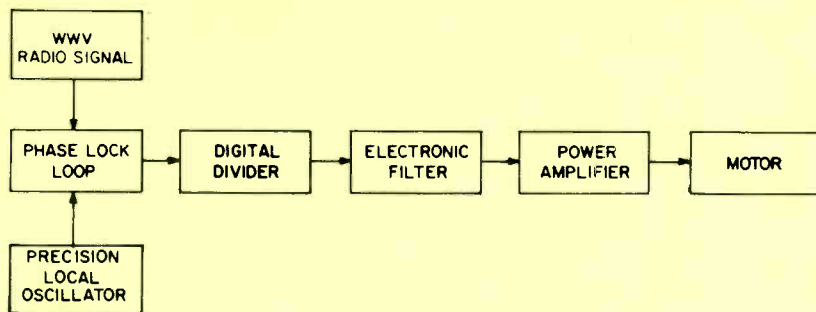 WWV
RADIO SIGNAL
PHASE LOCK
LOOP
DIGITAL
DIVIDER
ELECTRONIC
FILTER
POWER
AMPLIFIER
MOTOR
PRECISION
LOCAL
OSCILLATOR